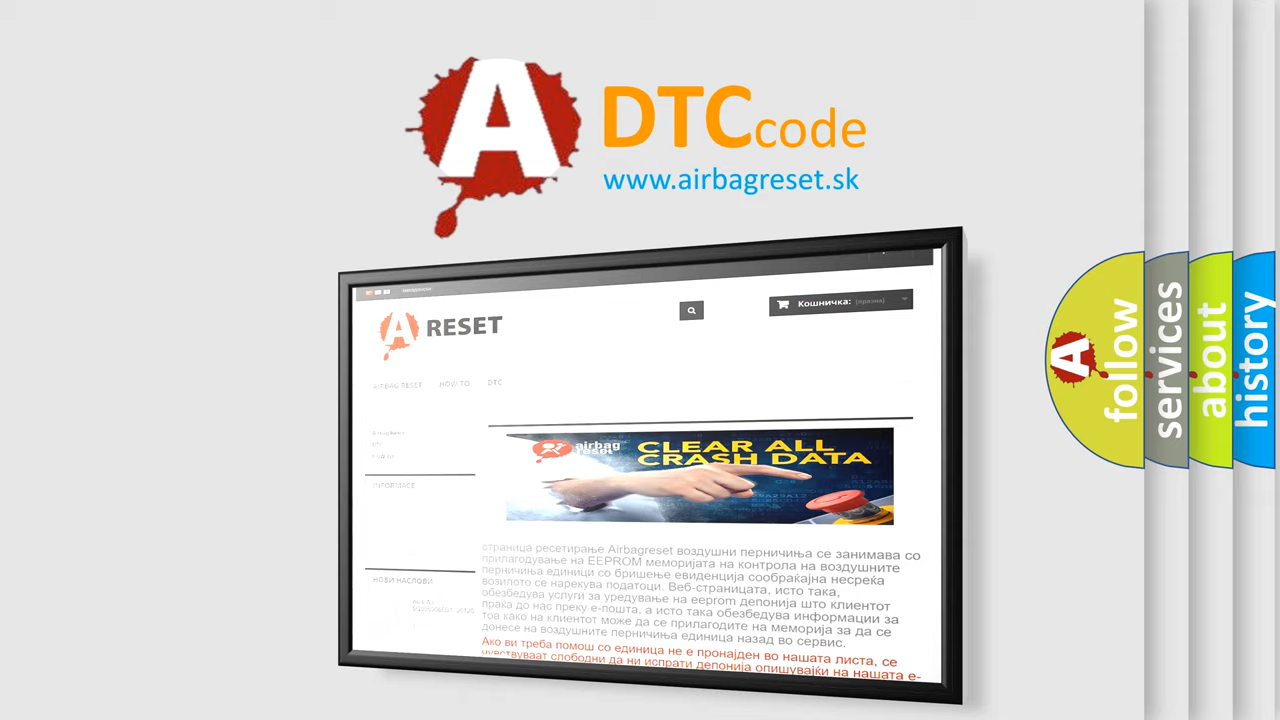 A
DTCcode
www.airbagreset.sk
Кошничка: (празни)
A RESET
AIRBAG RESET HOW TO DTC
airbag
reset
CLEAR ALL
CRASH DATA
INFORMACE
страница ресетирање Airbagreset воздушни перничиња се занимава со
прилагодување на EEPROM меморијата на контрола на воздушните
перничиња единици со бришење евиденција сообраќајна несреќа
возилото се нарекува податоци. Веб-страницата, исто така,
обезбедува услуги за уредување на eeprom депонија што клиентот
праќа до нас преку е-пошта, а исто така обезбедува информации за
тоа како на клиентот може да се прилагодите на меморија за да се
донесе на воздушните перничиња единица назад во сервис.
Ако ви треба помош со единица не е пронајден во нашата листа, се
чувствуваат слободни да ни испрати депонија опишувајќи на нашата е-
НОВИ НАСЛОВИ
A
follow
services
about
history